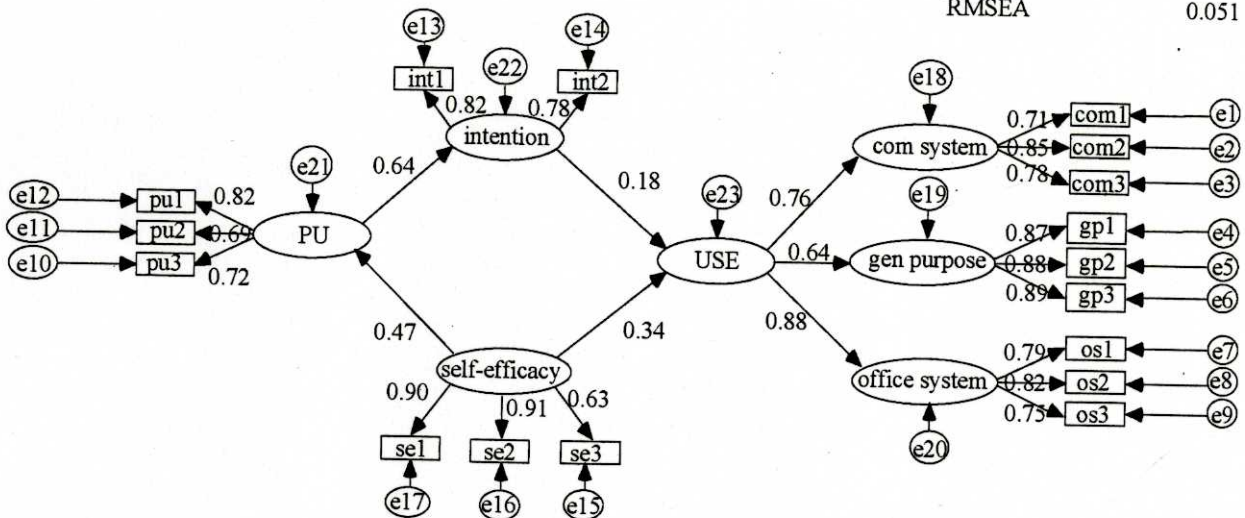 RMSEA 0.051
e13
e14
int1
e22
int2
0.82
0.78
intention
e18
com system
0.71
com1
e1
0.85
com2
e2
0.78
com3
e3
e21
0.64
e12
pu1
0.82
e11
pu2
0.69
PU
e10
pu3
0.72
0.18
e23
USE
0.76
e19
0.64
gen purpose
0.87
gp1
e4
0.88
gp2
e5
0.89
gp3
e6
0.47
0.34
0.88
self-efficacy
0.90
0.91
0.63
office system
0.79
os1
e7
0.82
os2
e8
0.75
os3
e9
se1
se2
se3
e20
e17
e16
e15